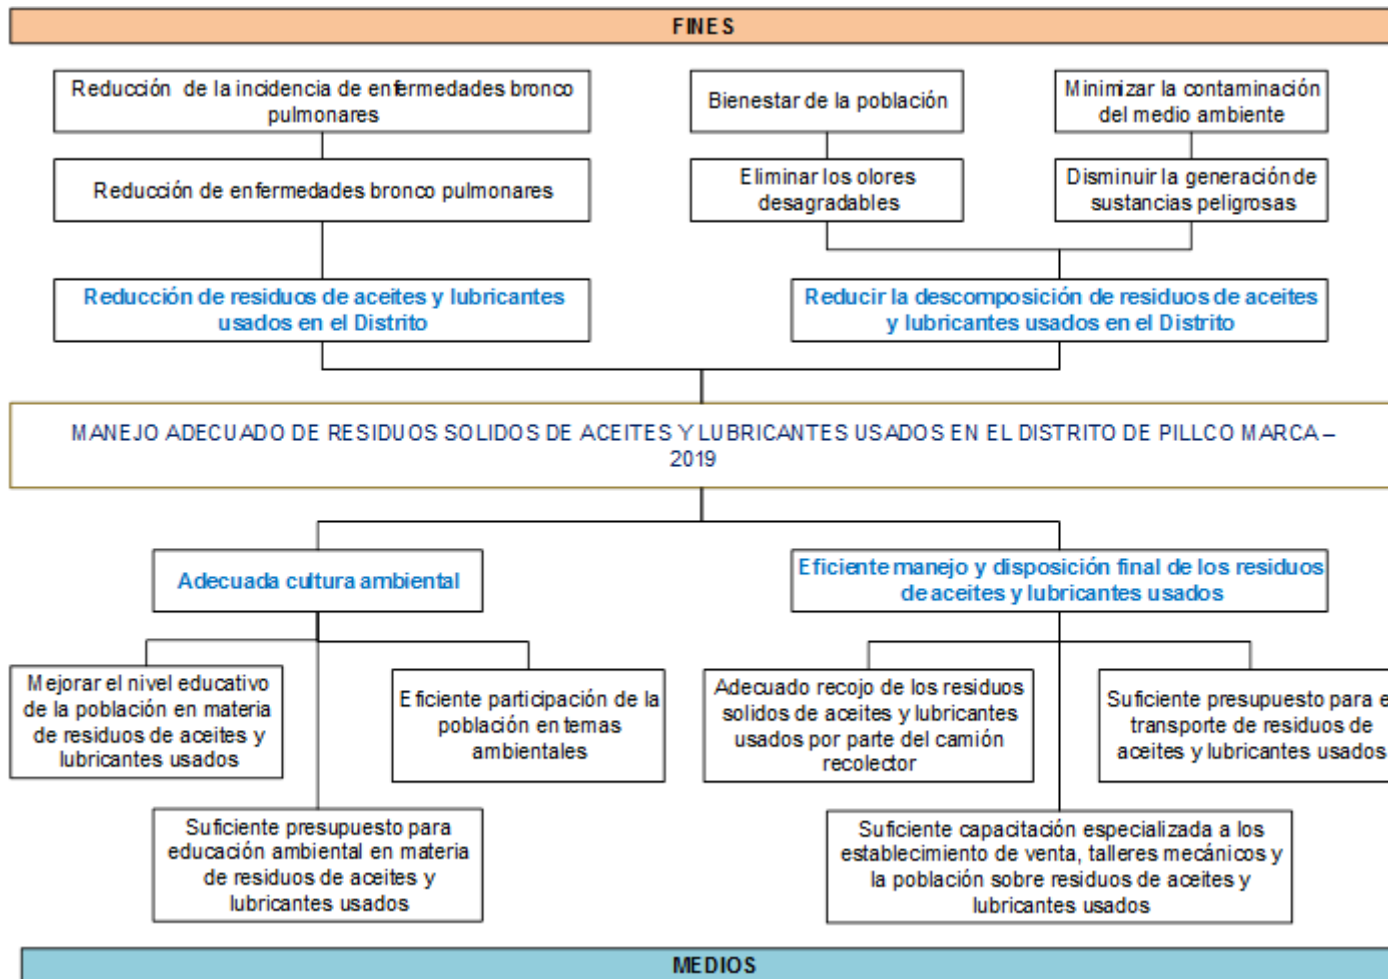 FINES
Reducción de la incidencia de enfermedades bronco
pulmonares
Bienestar de la población
Minimizar la contaminación
del medio ambiente
Reducción de enfermedades bronco pulmonares
Eliminar los olores
desagradables
Disminuir la generación de
sustancias peligrosas
Reducción de residuos de aceites y lubricantes
usados en el Distrito
Reducir la descomposición de residuos de aceites
y lubricantes usados en el Distrito
MANEJO ADECUADO DE RESIDUOS SOLIDOS DE ACEITES Y LUBRICANTES USADOS EN EL DISTRITO DE PILLCO MARCA –
2019
Adecuada cultura ambiental
Eficiente manejo y disposición final de los residuos
de aceites y lubricantes usados
Mejorar el nivel educativo
de la población en materia
de residuos de aceites y
lubricantes usados
Eficiente participación de la
población en temas
ambientales
Adecuado recojo de los residuos
solidos de aceites y lubricantes
usados por parte del camión
recolector
Suficiente presupuesto para e
transporte de residuos de
aceites y lubricantes usados
Suficiente presupuesto para
educación ambiental en materia
de residuos de aceites y
lubricantes usados
Suficiente capacitación especializada a los
establecimiento de venta, talleres mecánicos y
la población sobre residuos de aceites y
lubricantes usados
MEDIOS